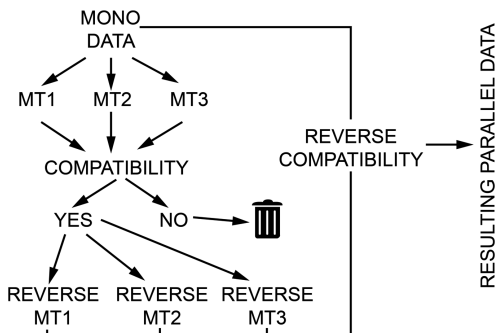 MONO
DATA
MT1
MT2
MT3
COMPATIBILITY
YES
NO
REVERSE
MT1
REVERSE
MT2
REVERSE
MT3
REVERSE
COMPATIBILITY
RESULTING PARALLEL DATA